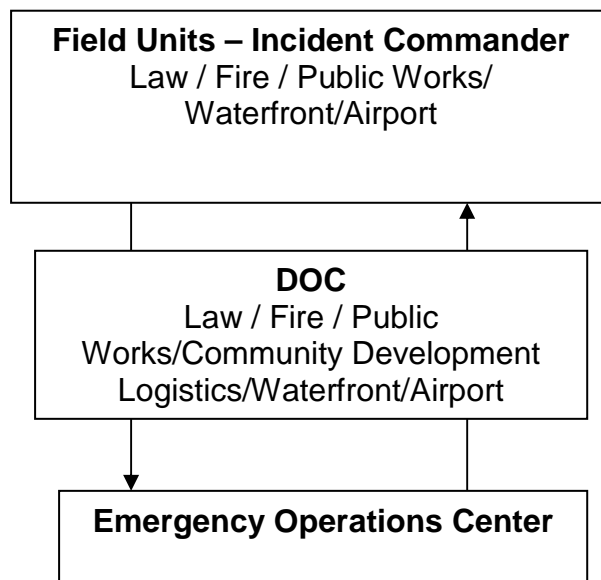 Field Units – Incident Commander
Law / Fire / Public Works/
Waterfront/Airport
DOC
Law / Fire / Public
Works/Community Development
Logistics/Waterfront/Airport
Emergency Operations Center